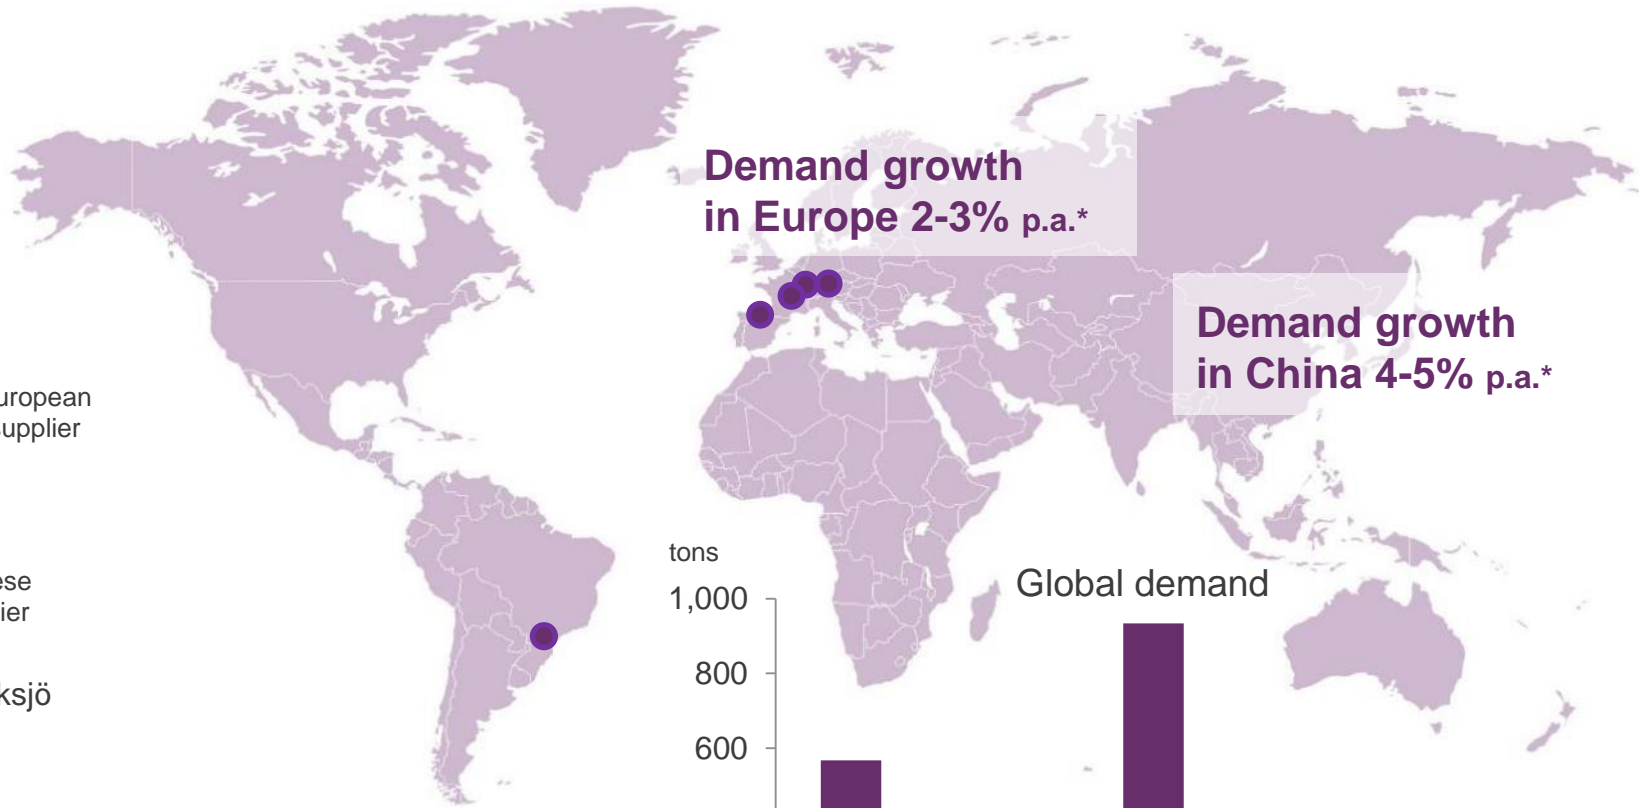 Demand growth
in Europe 2-3% p.a.*
Demand growth
in China 4-5% p.a.*
uropean
supplier
ese
ier
ksjö
tons
Global demand
1,000
800
600